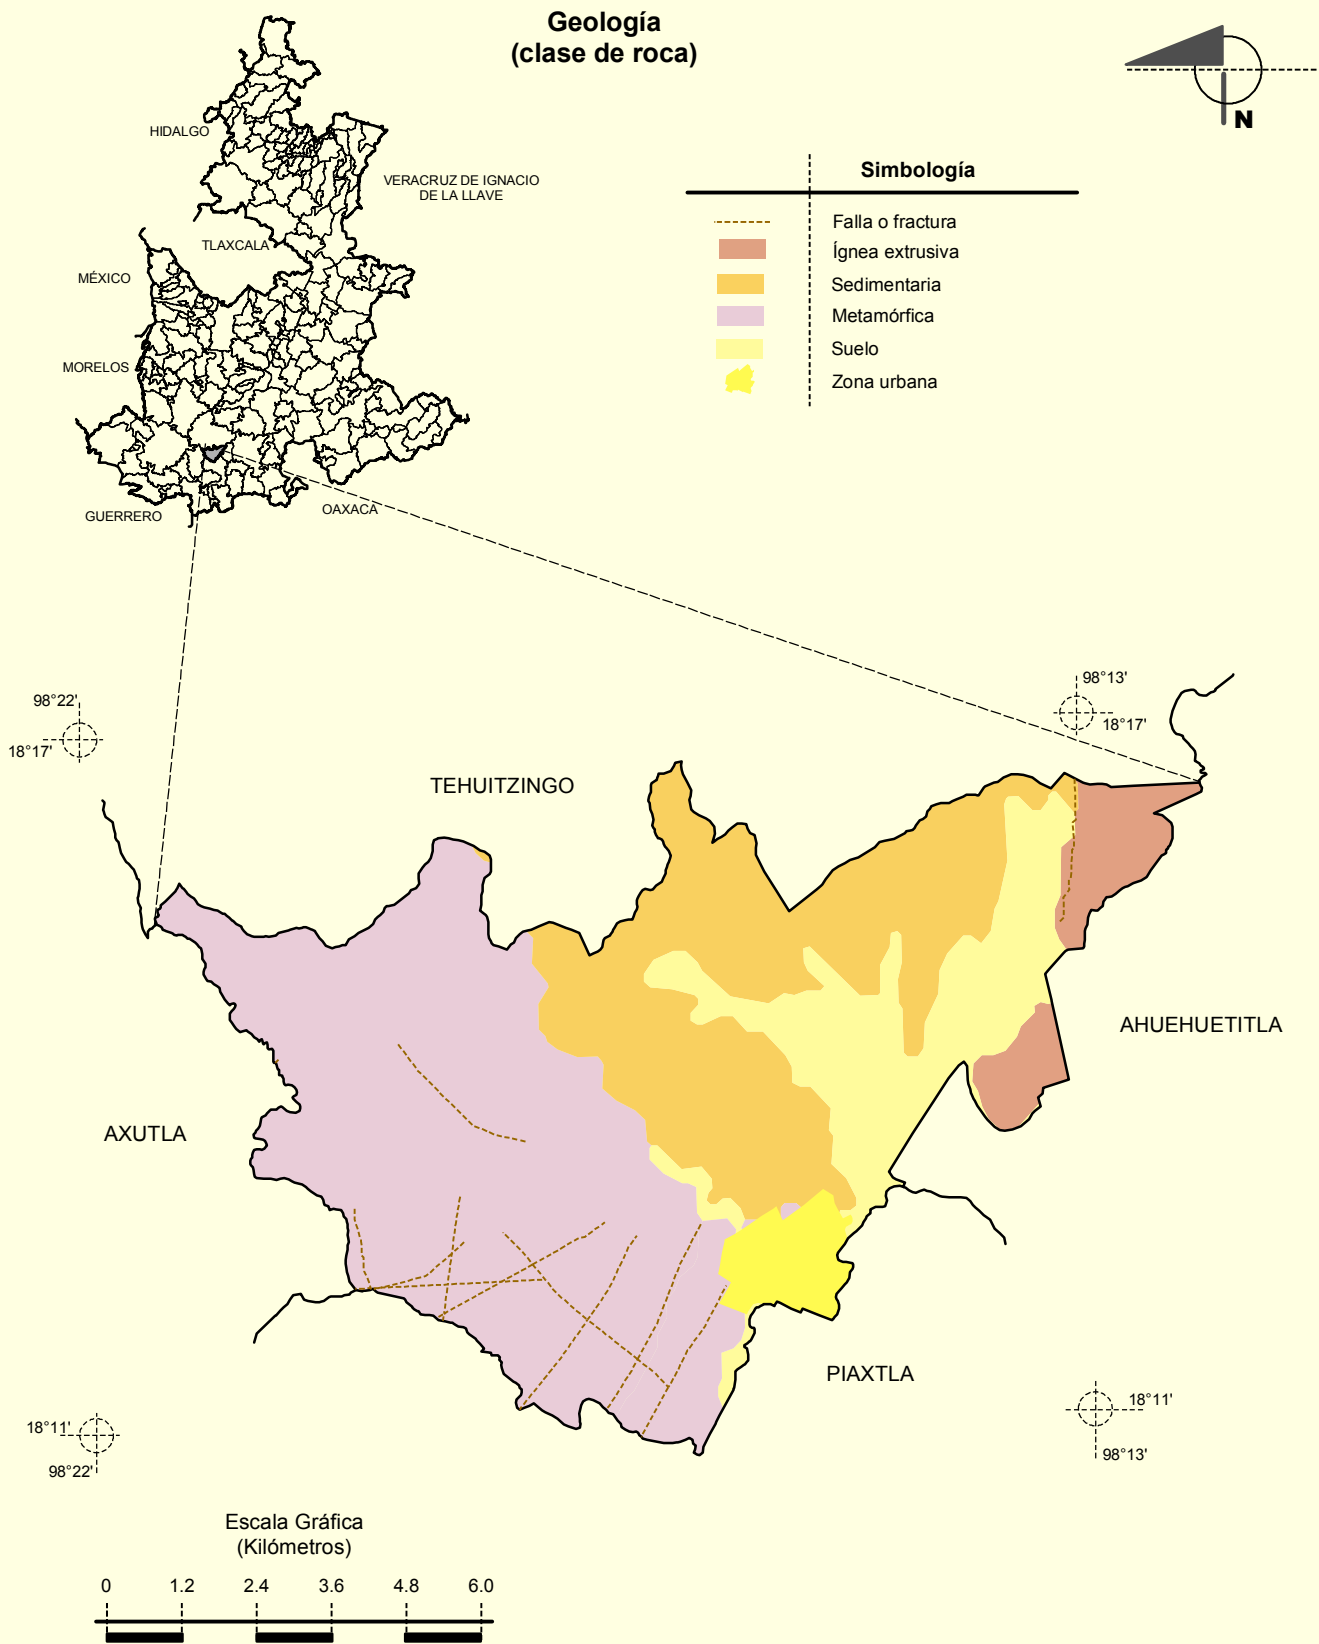 Geología
(clase de roca)
N
HIDALGO
VERACRUZ DE IGNACIO
DE LA LLAVE
TLAXCALA
MÉXICO
MORELOS
GUERRERO
OAXACA
Simbología
Falla o fractura
Ígnea extrusiva
Sedimentaria
Metamórfica
Suelo
Zona urbana
98°22'
18°17'
98°13'
18°17'
TEHUITZINGO
AHUEHUETITLA
AXUTLA
PIAXTLA
18°11'
98°22'
18°11'
98°13'
Escala Gráfica
(Kilómetros)
0 1.2 2.4 3.6 4.8 6.0